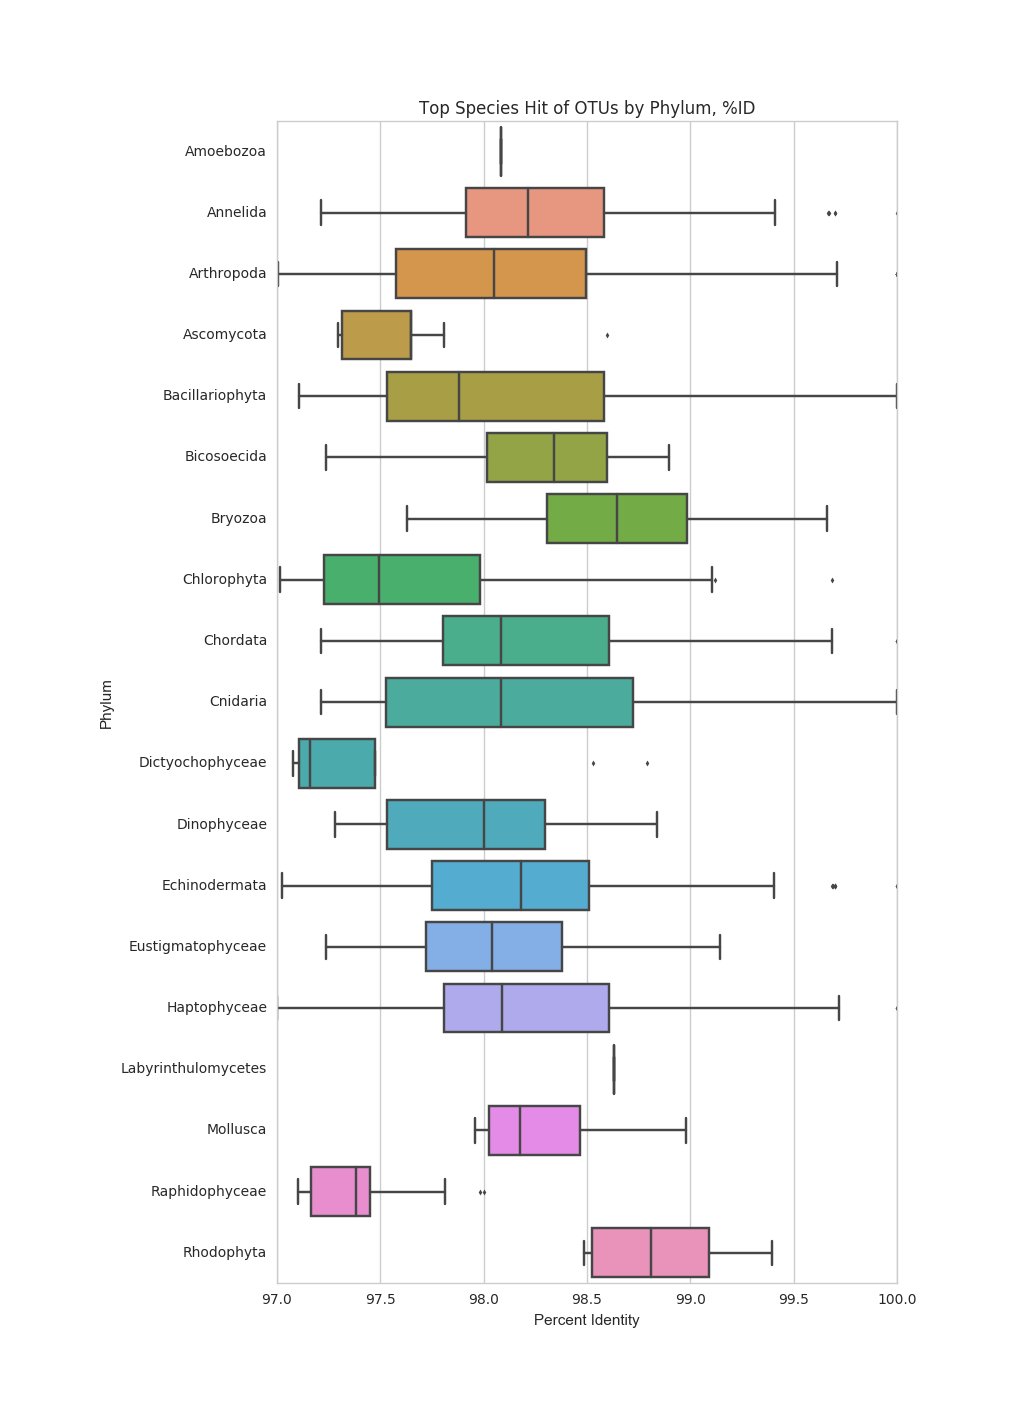 Top Species Hit of OTUs by Phylum, %ID
Amoebozoa
Annelida
Arthropoda
Ascomycota
Bacillariophyta
Bicosoecida
Bryozoa
Chlorophyta
Chordata
Cnidaria
Dictyochophyceae
Dinophyceae
Echinodermata
Eustigmatophyceae
Haptophyceae
Labyrinthulomycetes
Mollusca
Raphidophyceae
Rhodophyta
Phylum
97.0 97.5 98.0 98.5 99.0 99.5 100.0
Percent Identity